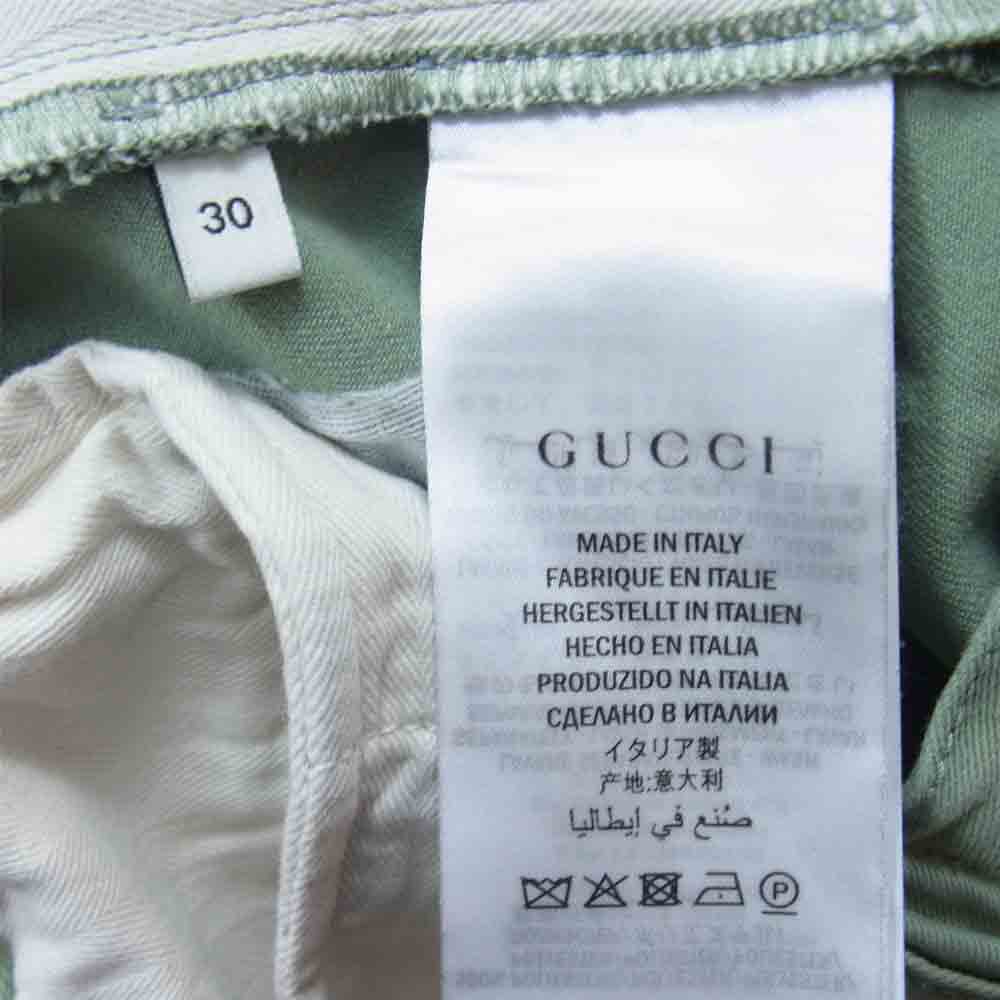 30
GUCCI
MADE IN ITALY
FABRIQUE EN ITALIE
HERGESTELLT IN ITALIEN
HECHO EN ITALIA
PRODUZIDO NA ITALIA
СДЕЛАНО В ИТАЛИИ
イタリア製
产地:意大利
صُنع في إيطاليا
P